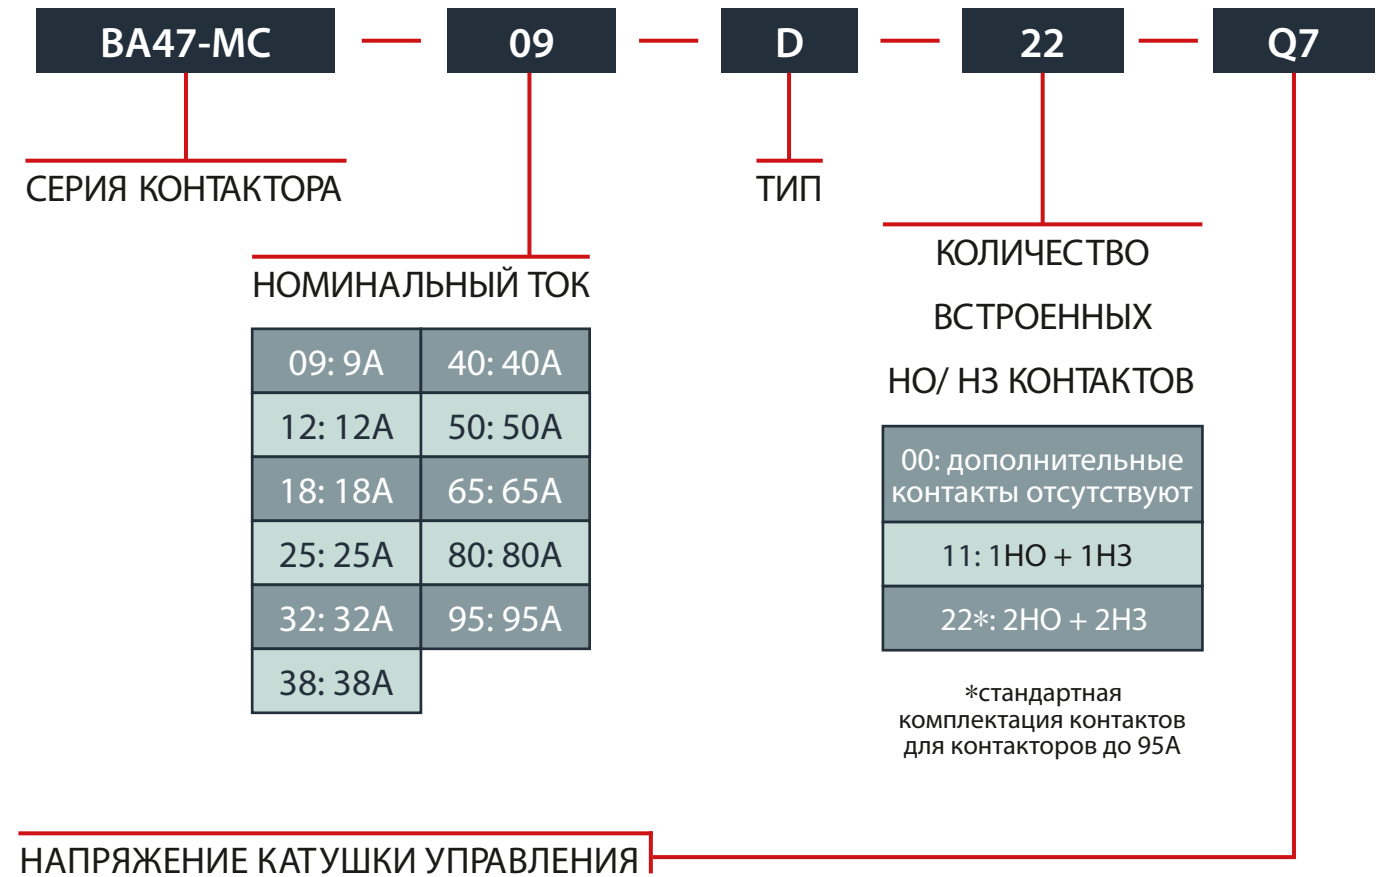 ВА47-МС — 09 — D — 22 — Q7
СЕРИЯ КОНТАКТОРА
ТИП
НОМИНАЛЬНЫЙ ТОК
09: 9А 40: 40А
12: 12А 50: 50А
18: 18А 65: 65А
25: 25А 80: 80А
32: 32А 95: 95А
38: 38А
КОЛИЧЕСТВО
ВСТРОЕННЫХ
НО/ НЗ КОНТАКТОВ
00: дополнительные
контакты отсутствуют
11: 1НО + 1НЗ
22*: 2НО + 2НЗ
*стандартная
комплектация контактов
для контакторов до 95А
НАПРЯЖЕНИЕ КАТУШКИ УПРАВЛЕНИЯ